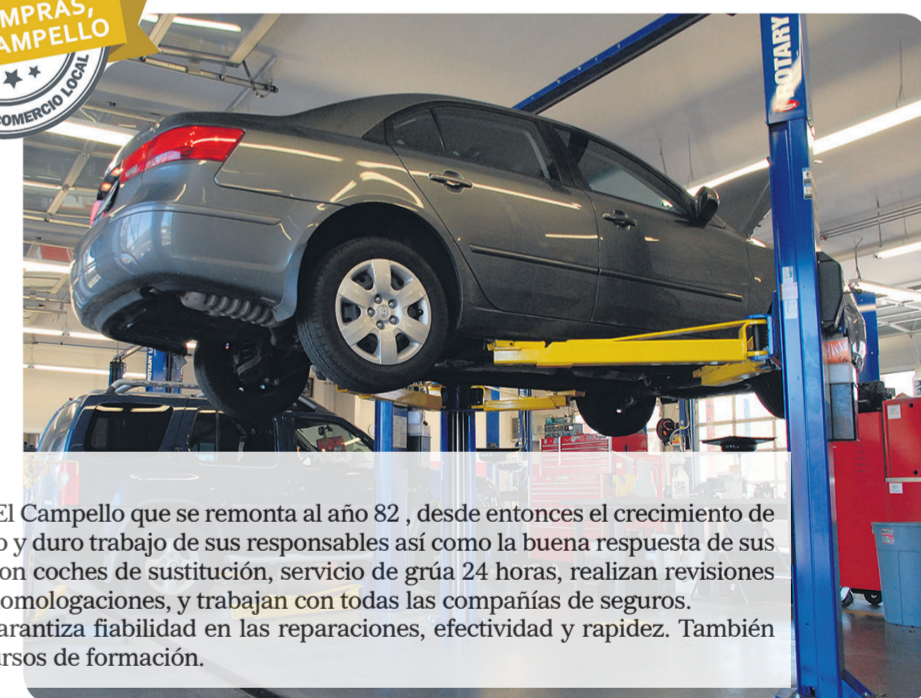 AMPELLO
COMERCIO LOCAL
ROTARY
El Campello que se remonta al año 82 , desde entonces el crecimiento de
o y duro trabajo de sus responsables así como la buena respuesta de sus
on coches de sustitución, servicio de grúa 24 horas, realizan revisiones
omologaciones, y trabajan con todas las compañías de seguros.
arantiza fiabilidad en las reparaciones, efectividad y rapidez. También
rsos de formación.